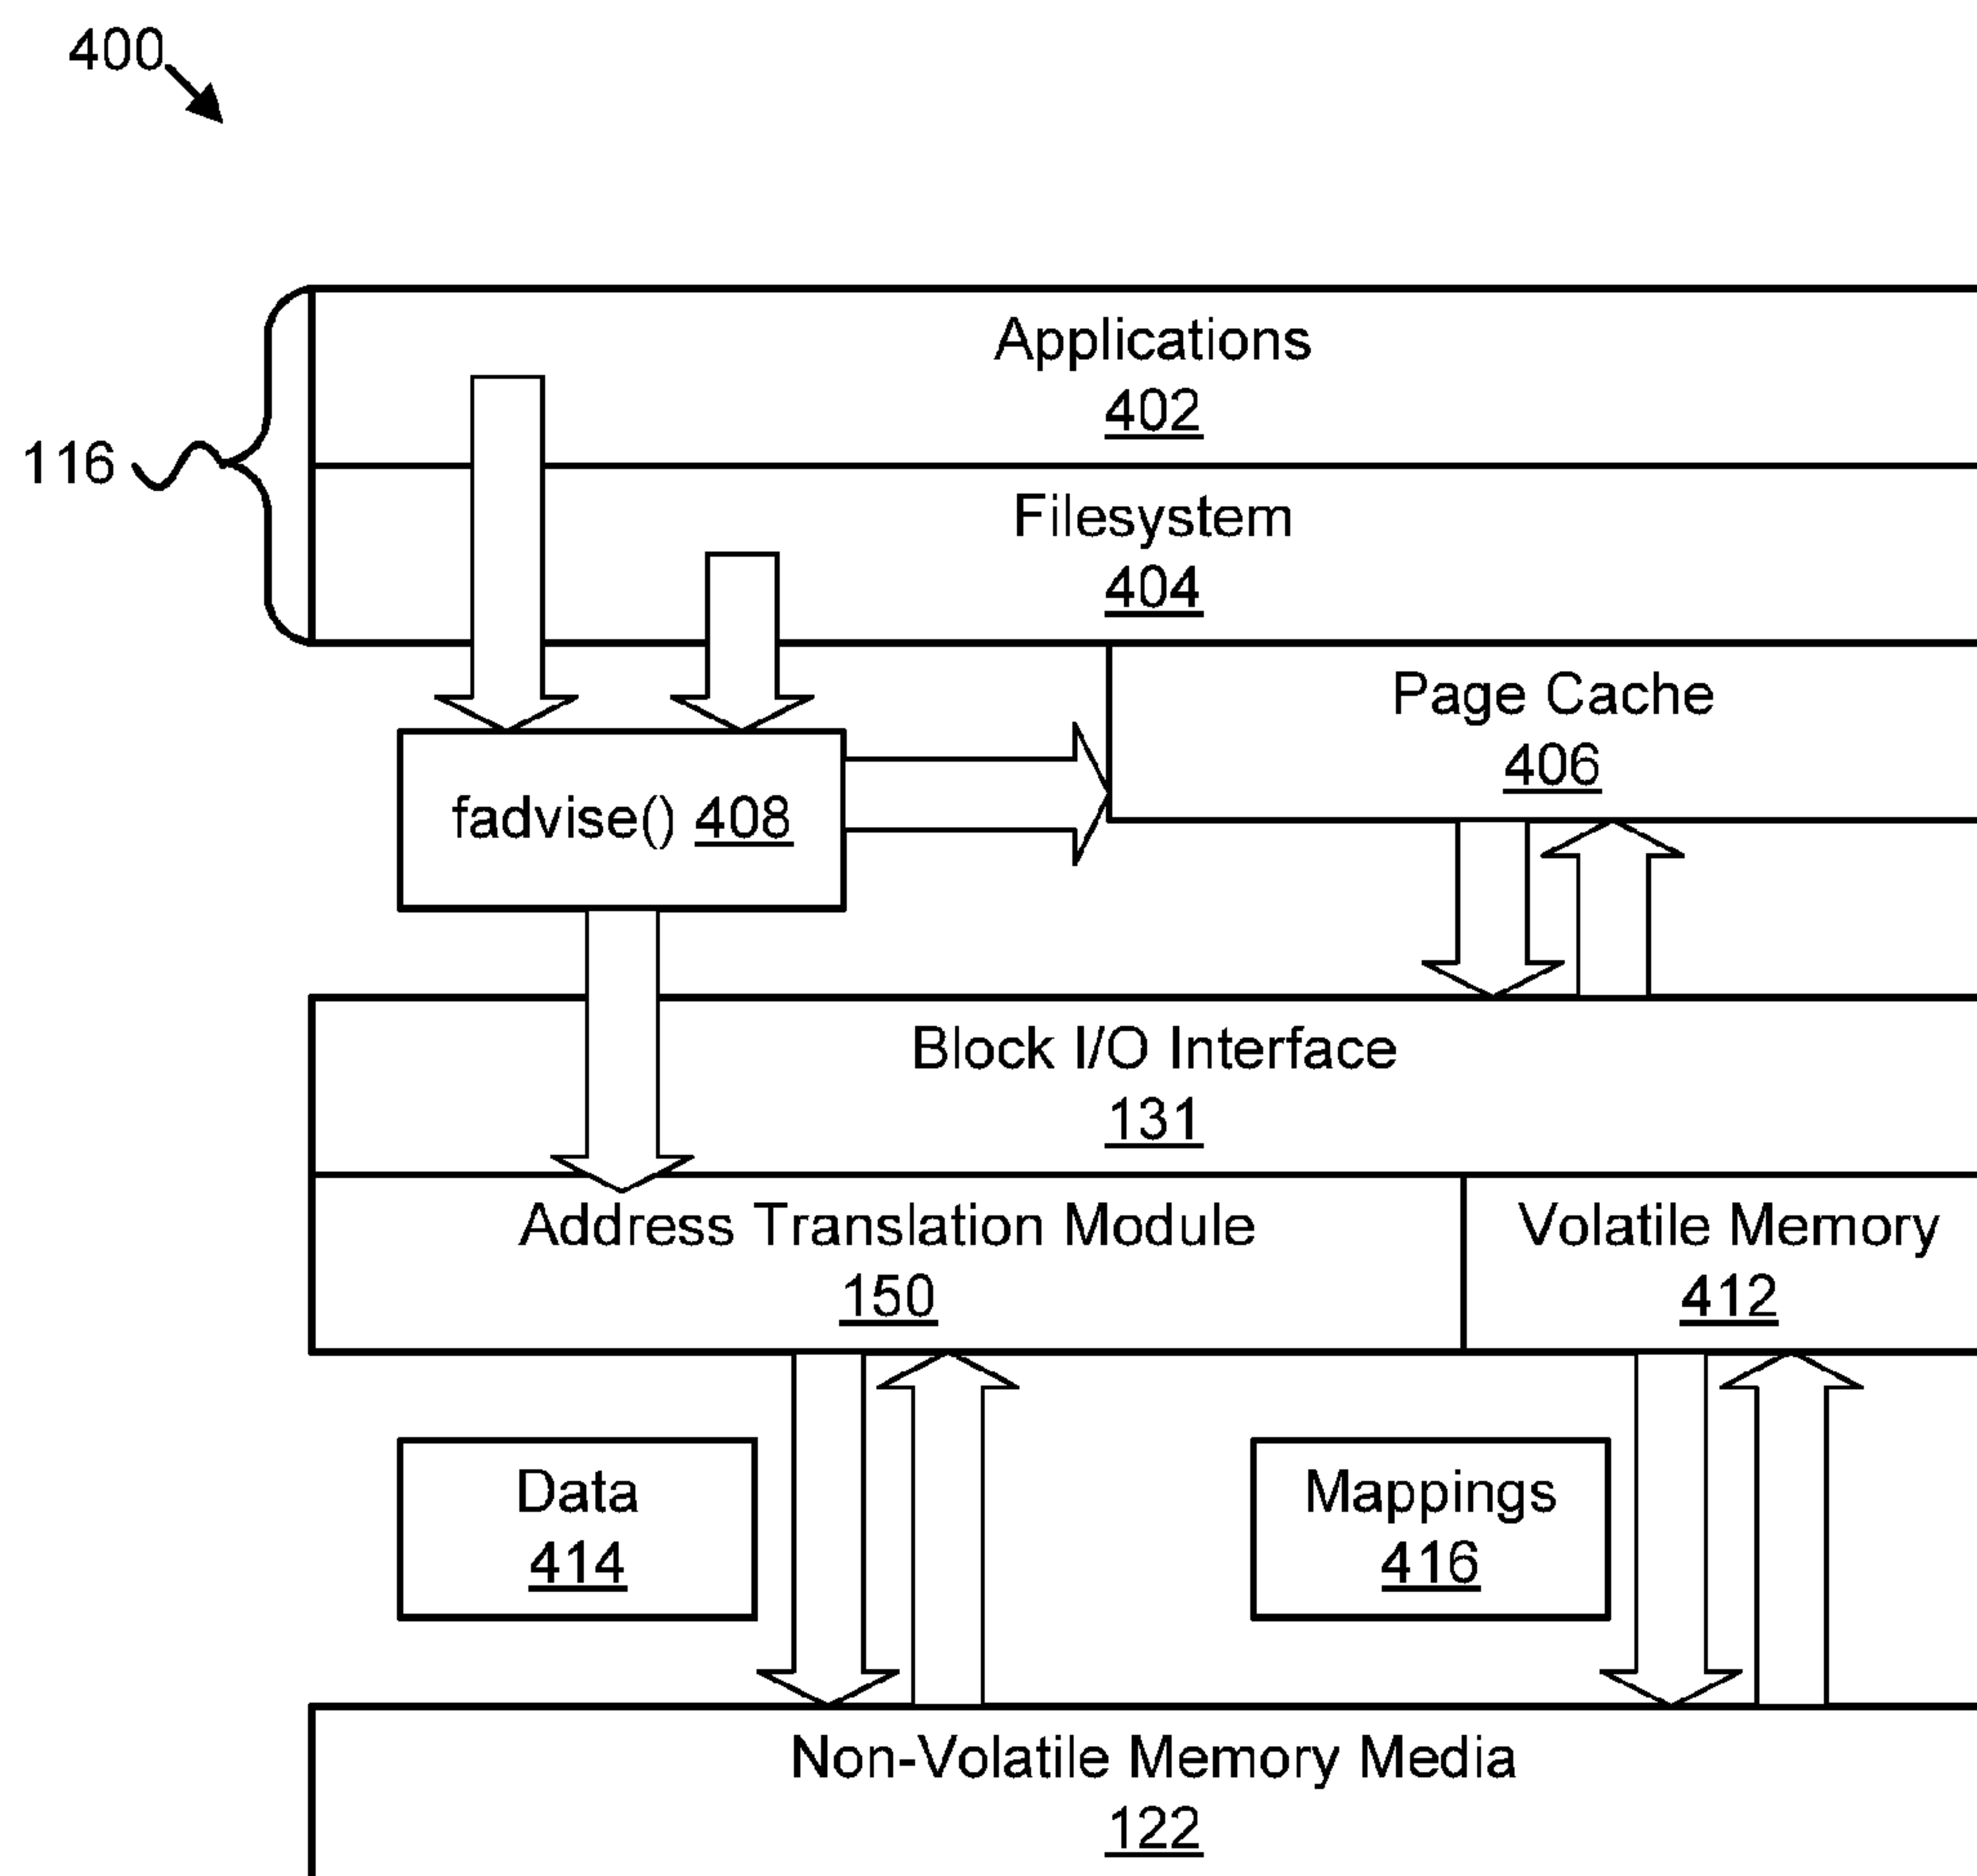 400
Applications
402
116
Filesystem
404
Page Cache
406
fadvise() 408
Block I/O Interface
131
Address Translation Module
150
Volatile Memory
412
Data
414
Mappings
416
Non-Volatile Memory Media
122